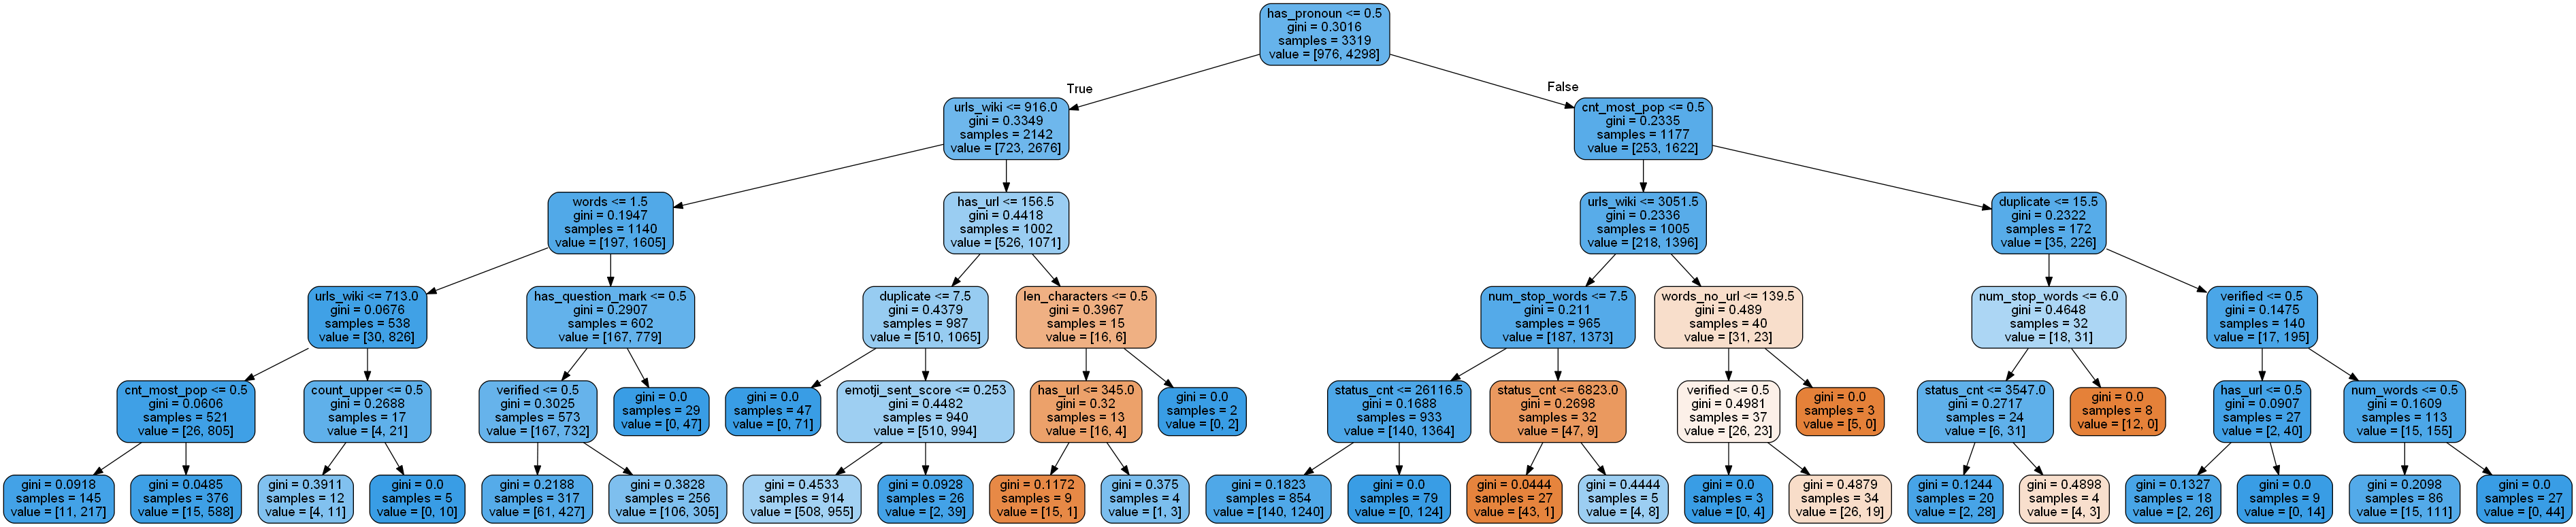 has_pronoun <= 0.5
gini = 0.3016
samples = 3319
value = [976, 4298]
True
False
urls_wiki <= 916.0
gini = 0.3349
samples = 2142
value = [723, 2676]
cnt_most_pop <= 0.5
gini = 0.2335
samples = 1177
value = [253, 1622]
words <= 1.5
gini = 0.1947
samples = 1140
value = [197, 1605]
has_url <= 156.5
gini = 0.4418
samples = 1002
value = [526, 1071]
urls_wiki <= 3051.5
gini = 0.2336
samples = 1005
value = [218, 1396]
duplicate <= 15.5
gini = 0.2322
samples = 172
value = [35, 226]
urls_wiki <= 713.0
gini = 0.0676
samples = 538
value = [30, 826]
has_question_mark <= 0.5
gini = 0.2907
samples = 602
value = [167, 779]
duplicate <= 7.5
gini = 0.4379
samples = 987
value = [510, 1065]
len_characters <= 0.5
gini = 0.3967
samples = 15
value = [16, 6]
num_stop_words <= 7.5
gini = 0.211
samples = 965
value = [187, 1373]
words_no_url <= 139.5
gini = 0.489
samples = 40
value = [31, 23]
num_stop_words <= 6.0
gini = 0.4648
samples = 32
value = [18, 31]
verified <= 0.5
gini = 0.1475
samples = 140
value = [17, 195]
cnt_most_pop <= 0.5
gini = 0.0606
samples = 521
value = [26, 805]
count_upper <= 0.5
gini = 0.2688
samples = 17
value = [4, 21]
verified <= 0.5
gini = 0.3025
samples = 573
value = [167, 732]
gini = 0.0
samples = 29
value = [0, 47]
gini = 0.0
samples = 47
value = [0, 71]
emotji_sent_score <= 0.253
gini = 0.4482
samples = 940
value = [510, 994]
has_url <= 345.0
gini = 0.32
samples = 13
value = [16, 4]
gini = 0.0
samples = 2
value = [0, 2]
status_cnt <= 26116.5
gini = 0.1688
samples = 933
value = [140, 1364]
status_cnt <= 6823.0
gini = 0.2698
samples = 32
value = [47, 9]
verified <= 0.5
gini = 0.4981
samples = 37
value = [26, 23]
gini = 0.0
samples = 3
value = [5, 0]
status_cnt <= 3547.0
gini = 0.2717
samples = 24
value = [6, 31]
gini = 0.0
samples = 8
value = [12, 0]
has_url <= 0.5
gini = 0.0907
samples = 27
value = [2, 40]
num_words <= 0.5
gini = 0.1609
samples = 113
value = [15, 155]
gini = 0.0918
samples = 145
value = [11, 217]
gini = 0.0485
samples = 376
value = [15, 588]
gini = 0.3911
samples = 12
value = [4, 11]
gini = 0.0
samples = 5
value = [0, 10]
gini = 0.2188
samples = 317
value = [61, 427]
gini = 0.3828
samples = 256
value = [106, 305]
gini = 0.4533
samples = 914
value = [508, 955]
gini = 0.0928
samples = 26
value = [2, 39]
gini = 0.1172
samples = 9
value = [15, 1]
gini = 0.375
samples = 4
value = [1, 3]
gini = 0.1823
samples = 854
value = [140, 1240]
gini = 0.0
samples = 79
value = [0, 124]
gini = 0.0444
samples = 27
value = [43, 1]
gini = 0.4444
samples = 5
value = [4, 8]
gini = 0.0
samples = 3
value = [0, 4]
gini = 0.4879
samples = 34
value = [26, 19]
gini = 0.1244
samples = 20
value = [2, 28]
gini = 0.4898
samples = 4
value = [4, 3]
gini = 0.1327
samples = 18
value = [2, 26]
gini = 0.0
samples = 9
value = [0, 14]
gini = 0.2098
samples = 86
value = [15, 111]
gini = 0.0
samples = 27
value = [0, 44]